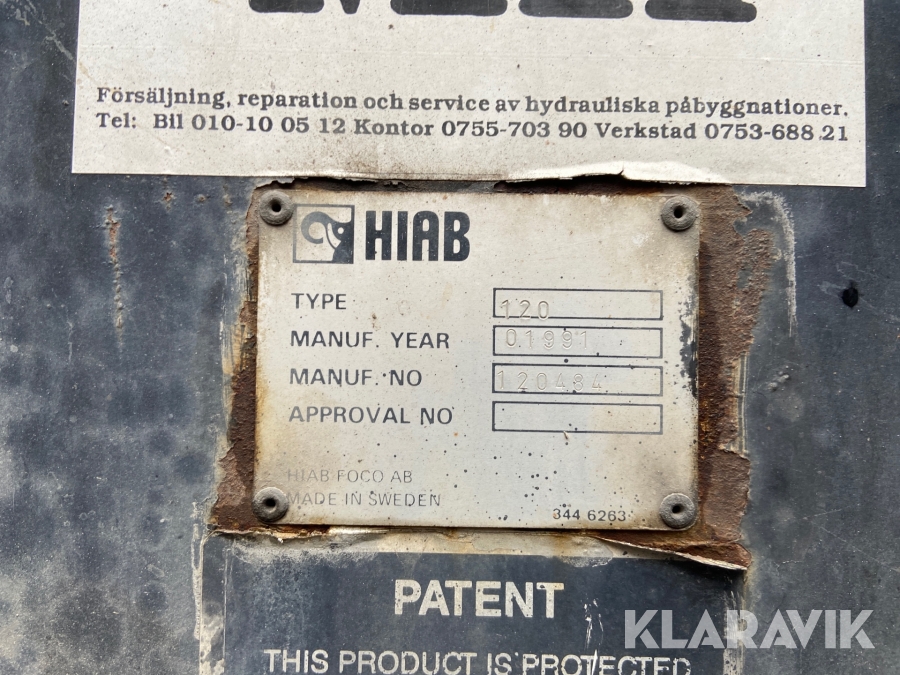 Försäljning, reparation och service av hydrauliska påbyggnationer.
Tel: Bil 010-10 05 12 Kontor 0755-703 90 Verkstad 0753-688 21
HIAB
TYPE 120
MANUF. YEAR 01991
MANUF. NO 120484
APPROVAL NO
HIAB FOCO AB
MADE IN SWEDEN
344 6263
PATENT
THIS PRODUCT IS PROTECTED
KLARAVIK